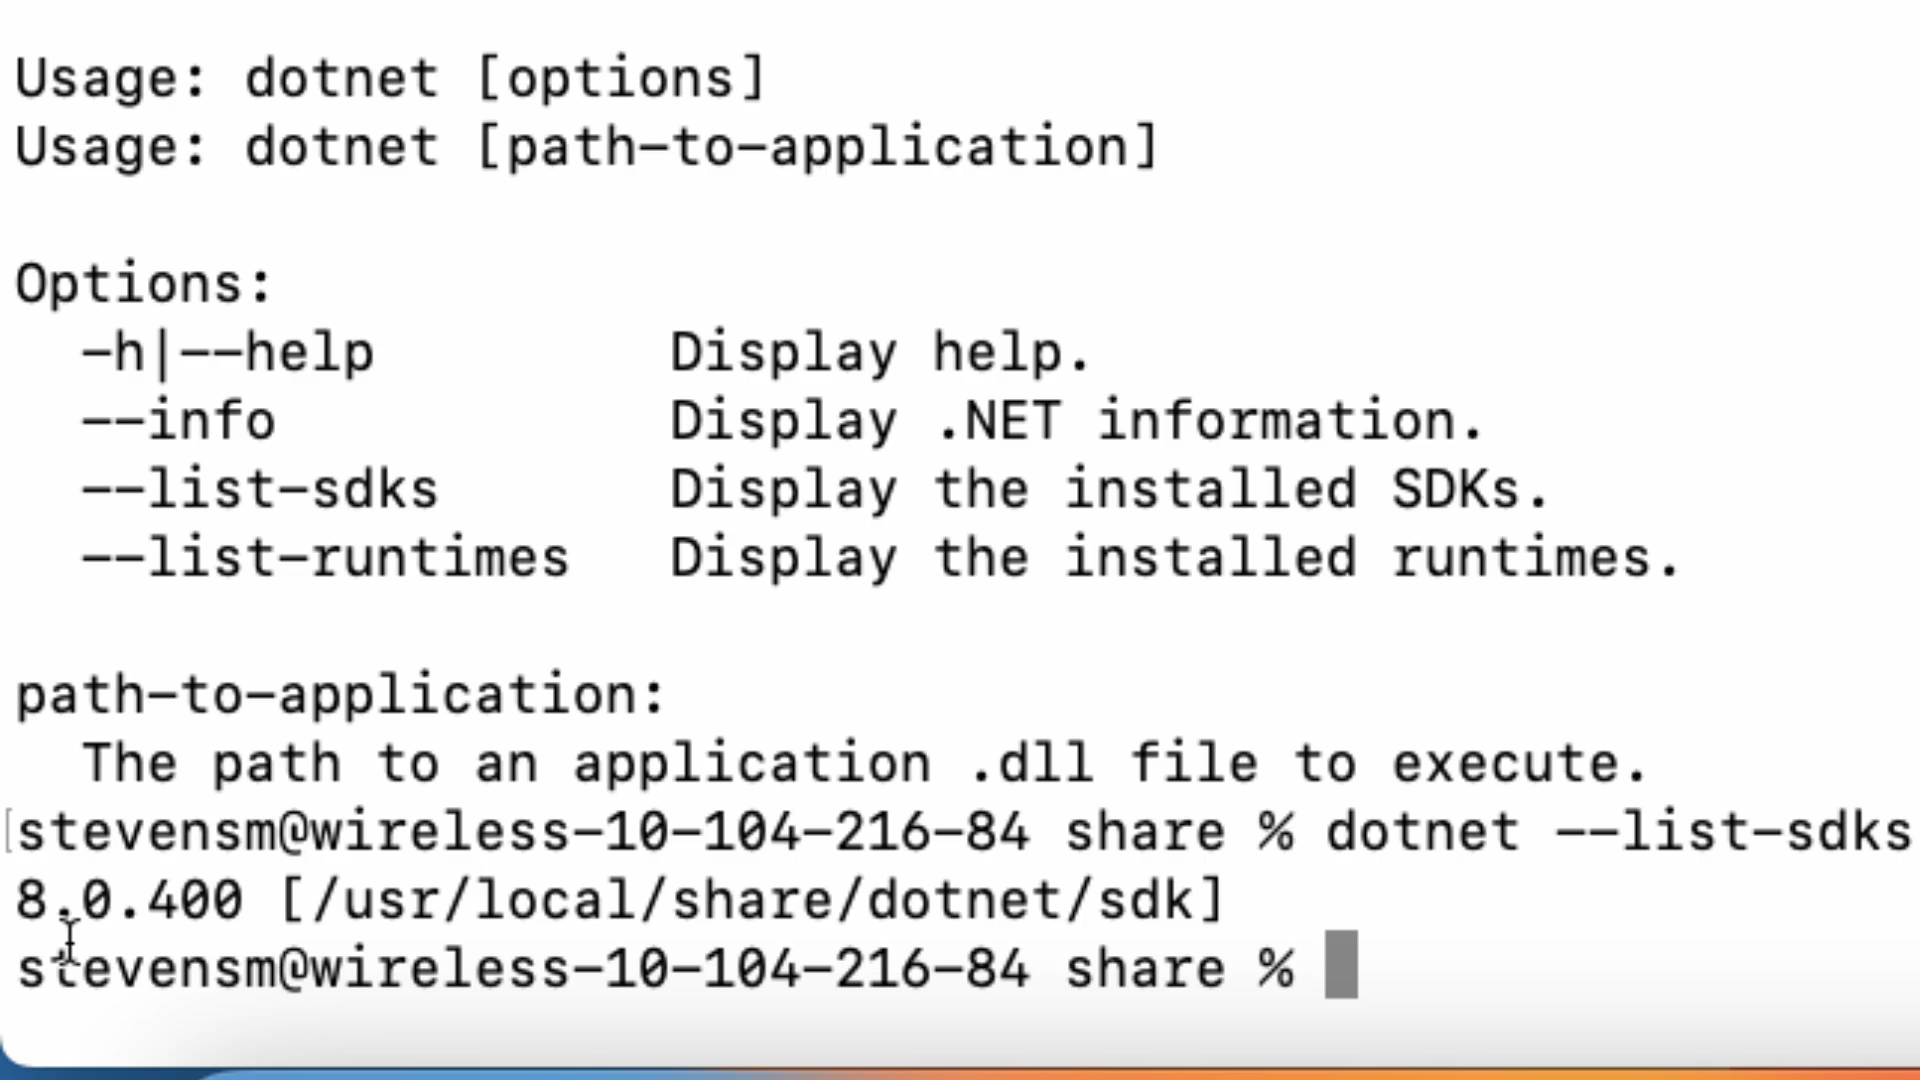 Usage: dotnet [options]
Usage: dotnet [path-to-application]
Options:
-h|--help Display help.
--info Display .NET information.
--list-sdks Display the installed SDKs.
--list-runtimes Display the installed runtimes.
path-to-application:
The path to an application .dll file to execute.
[stevensm@wireless-10-104-216-84 share % dotnet --list-sdks
8.0.400 [/usr/local/share/dotnet/sdk]
stevensm@wireless-10-104-216-84 share %